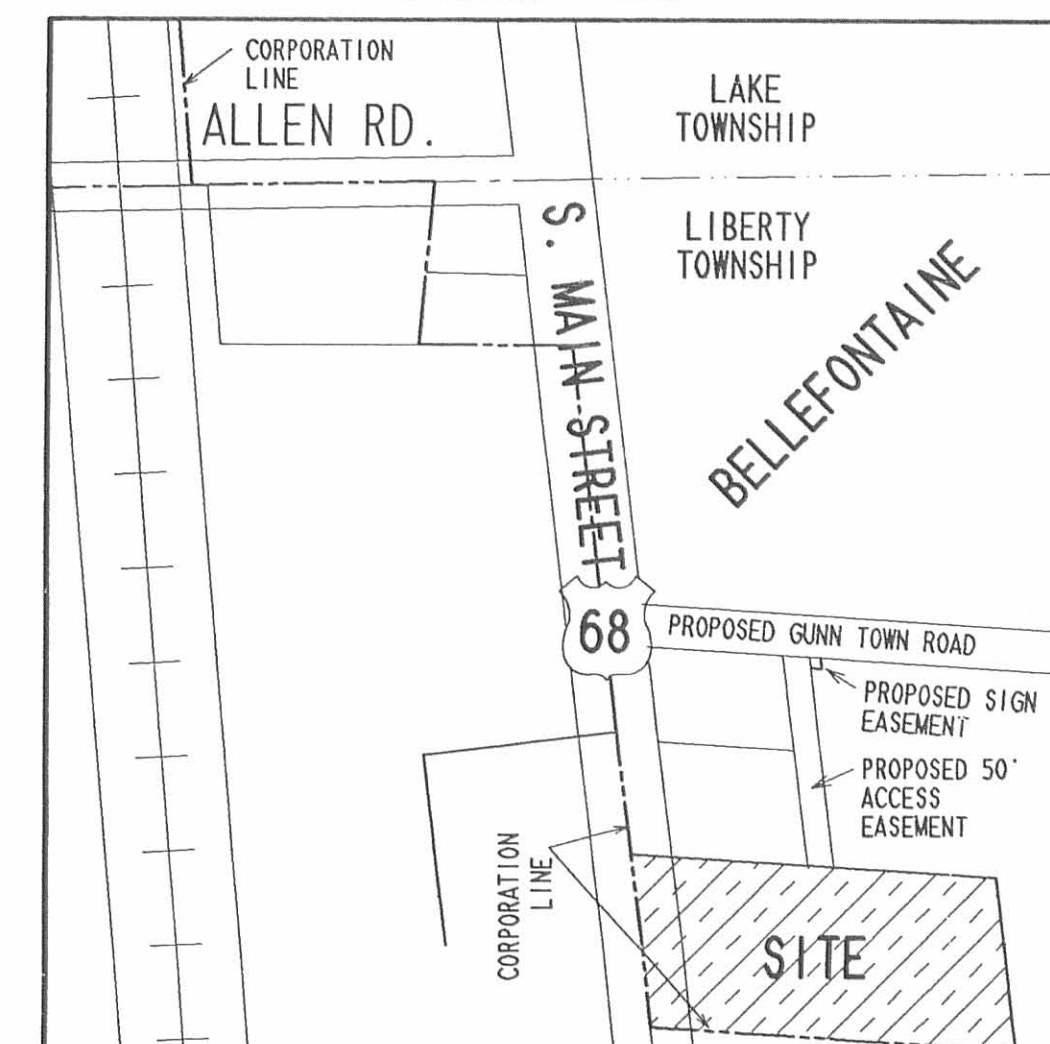 CORPORATION
LINE
ALLEN RD.
LAKE
TOWNSHIP
LIBERTY
TOWNSHIP
S. MAIN STREET
BELLEFONTAINE
68
PROPOSED GUNN TOWN ROAD
PROPOSED SIGN
EASEMENT
PROPOSED 50'
ACCESS
EASEMENT
CORPORATION
LINE
SITE